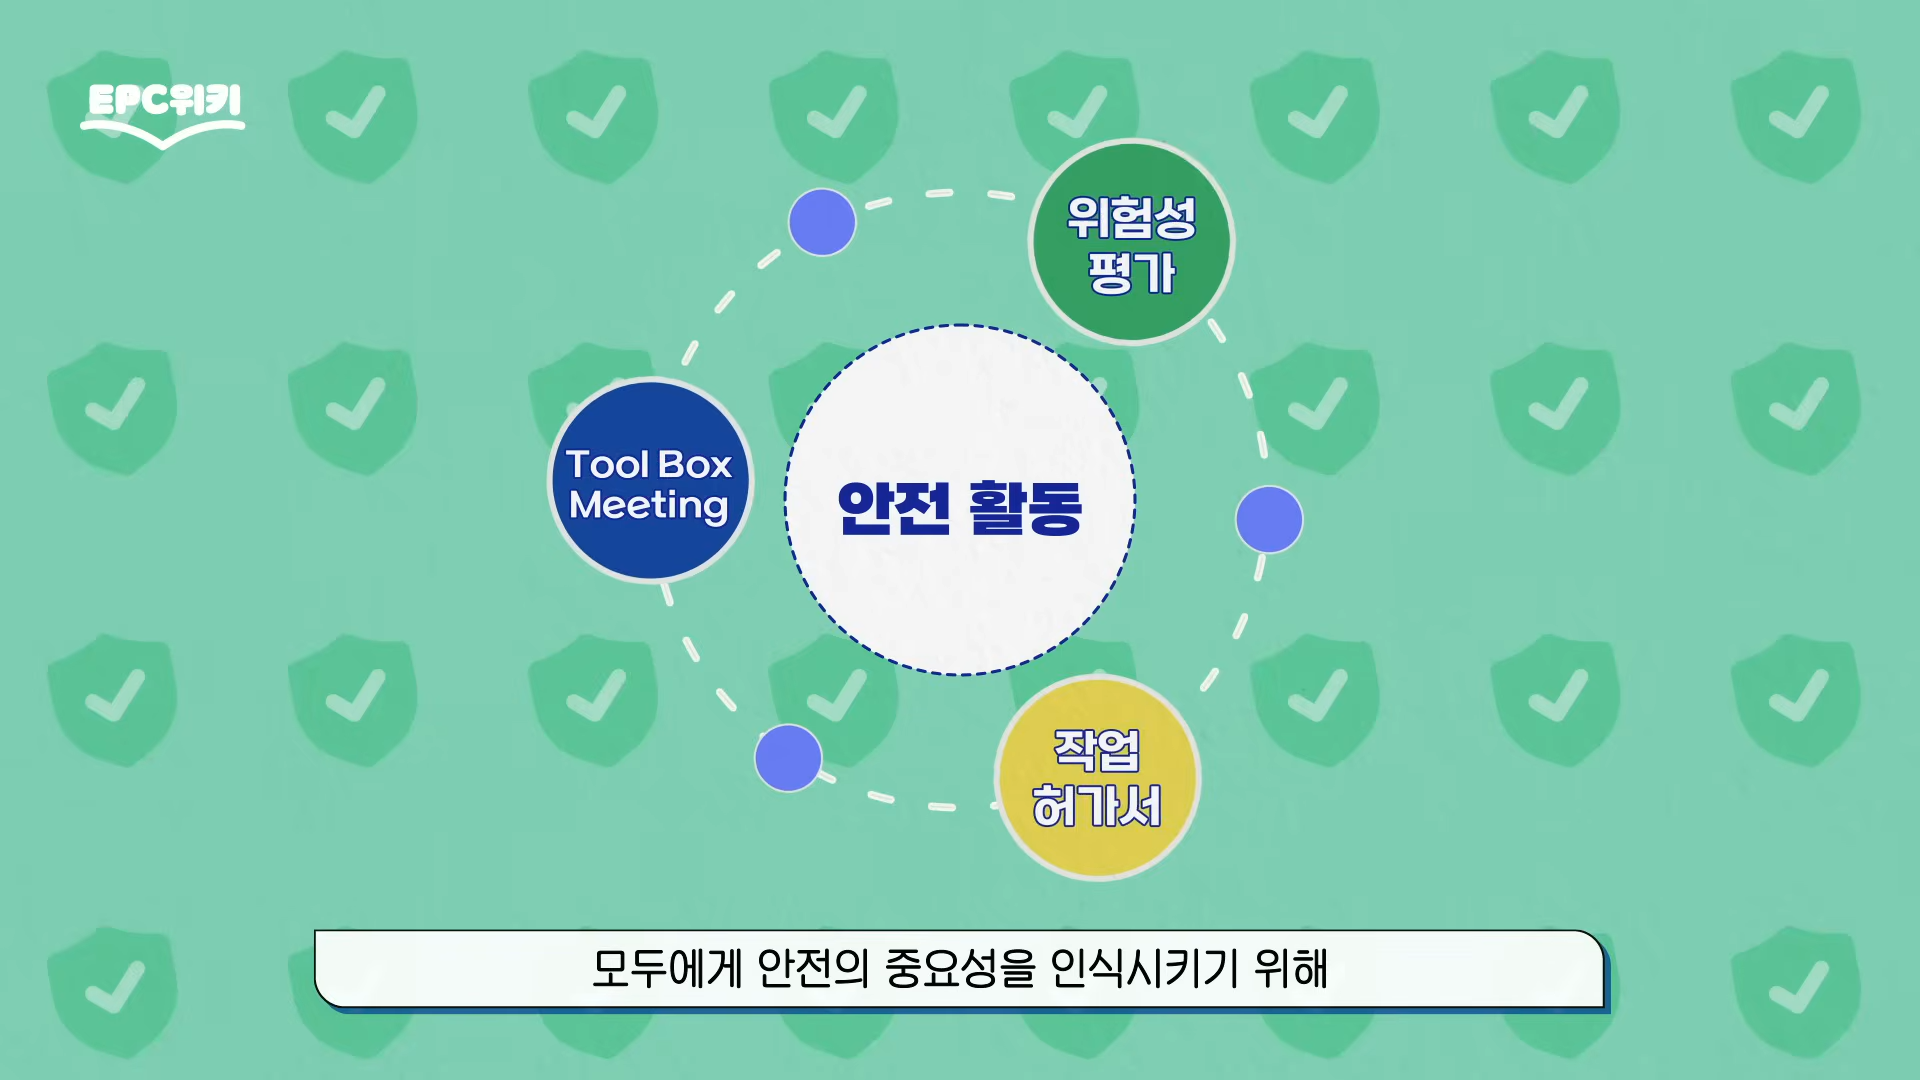 EPC위키
위험성
평가
Tool Box
Meeting
안전 활동
작업
허가서
모두에게 안전의 중요성을 인식시키기 위해